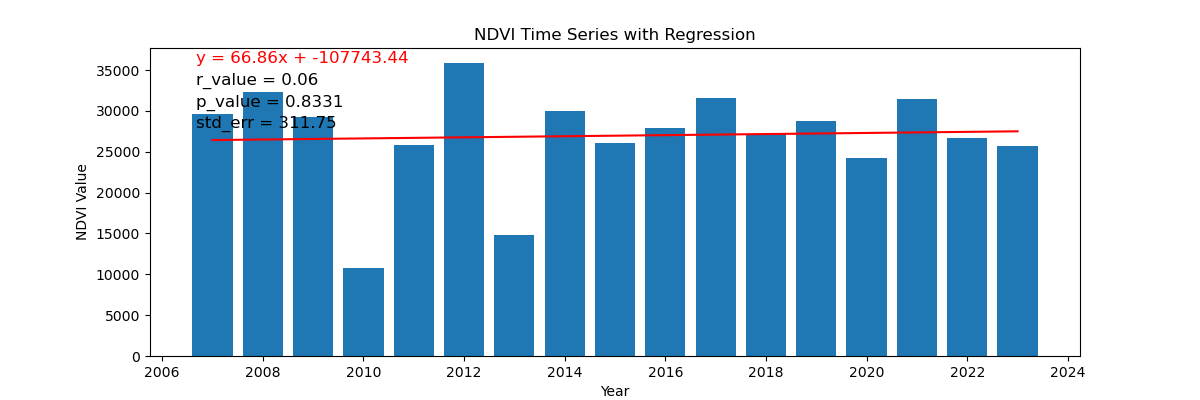 NDVI Time Series with Regression
y = 66.86x + -107743.44
r_value = 0.06
p_value = 0.8331
std_err = 311.75
35000
30000
25000
20000
15000
10000
5000
0
NDVI Value
2006 2008 2010 2012 2014 2016 2018 2020 2022 2024
Year